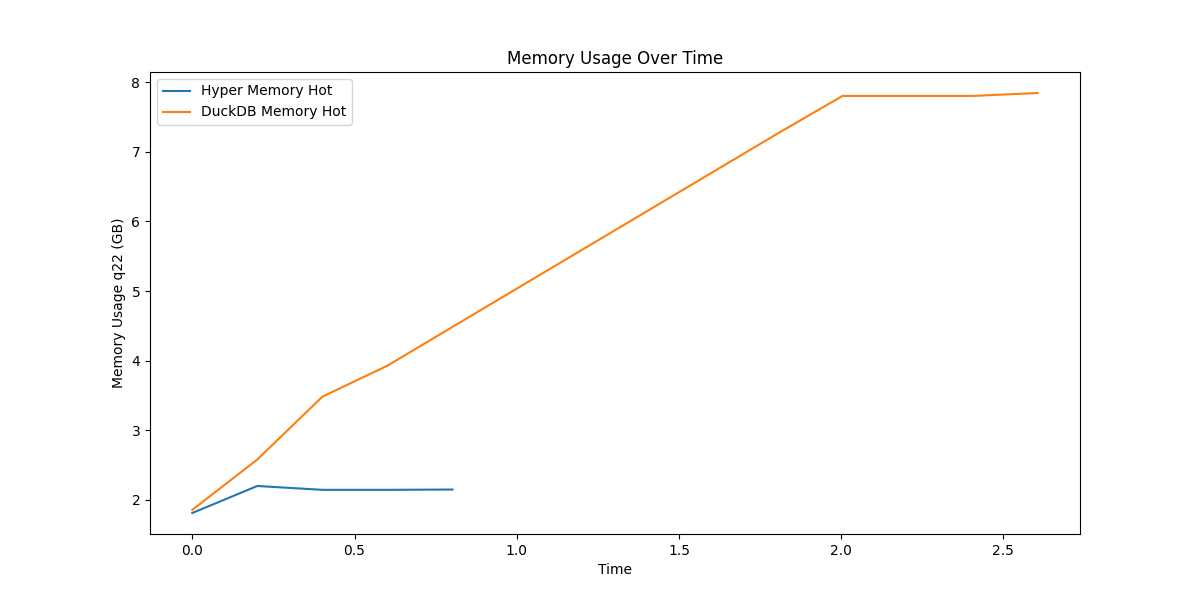 Memory Usage Over Time
Hyper Memory Hot
DuckDB Memory Hot
Memory Usage q22 (GB)
8
7
6
5
4
3
2
0.0 0.5 1.0 1.5 2.0 2.5
Time